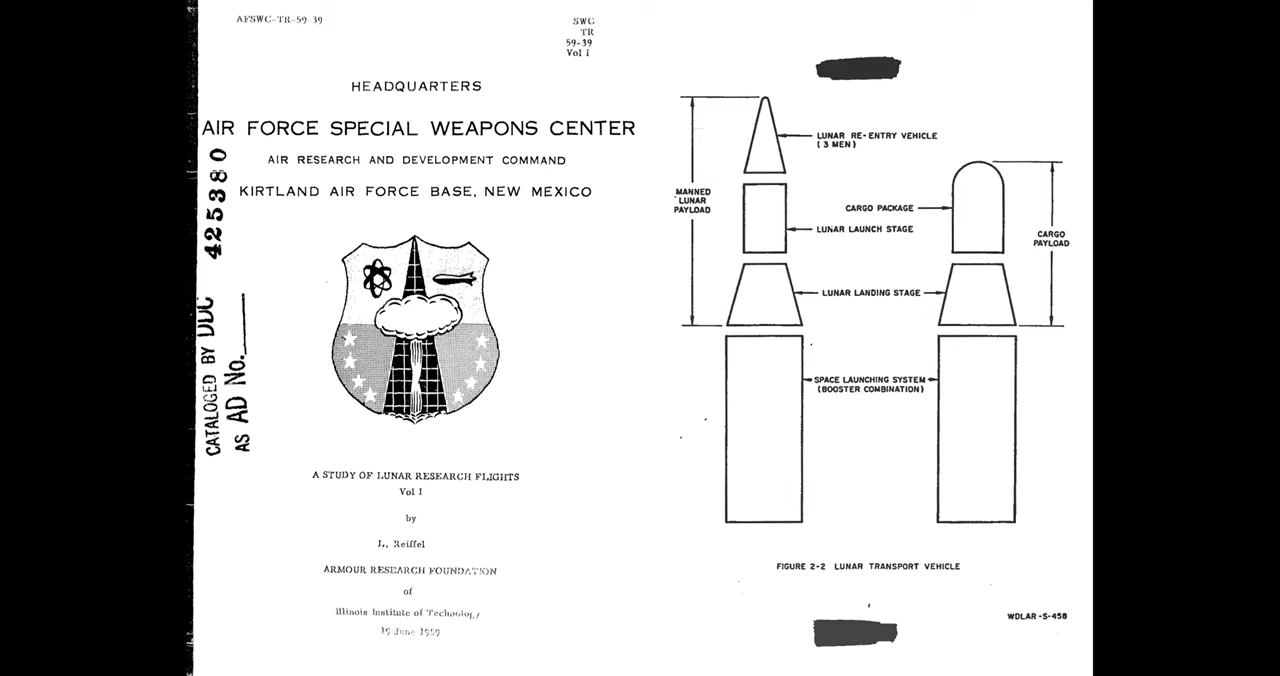 AFSWC-TR-59-39
SWC
TR
59-39
Vol I
HEADQUARTERS
AIR FORCE SPECIAL WEAPONS CENTER
AIR RESEARCH AND DEVELOPMENT COMMAND
KIRTLAND AIR FORCE BASE, NEW MEXICO
CATALOGED BY DDC
AS AD No.
425380
A STUDY OF LUNAR RESEARCH FLIGHTS
Vol I
by
L. Reiffel
ARMOUR RESEARCH FOUNDATION
of
Illinois Institute of Technology
19 June 1959
LUNAR RE-ENTRY VEHICLE
(3 MEN)
MANNED
LUNAR
PAYLOAD
CARGO PACKAGE
LUNAR LAUNCH STAGE
CARGO
PAYLOAD
LUNAR LANDING STAGE
SPACE LAUNCHING SYSTEM
(BOOSTER COMBINATION)
FIGURE 2-2 LUNAR TRANSPORT VEHICLE
WDLAR-S-458